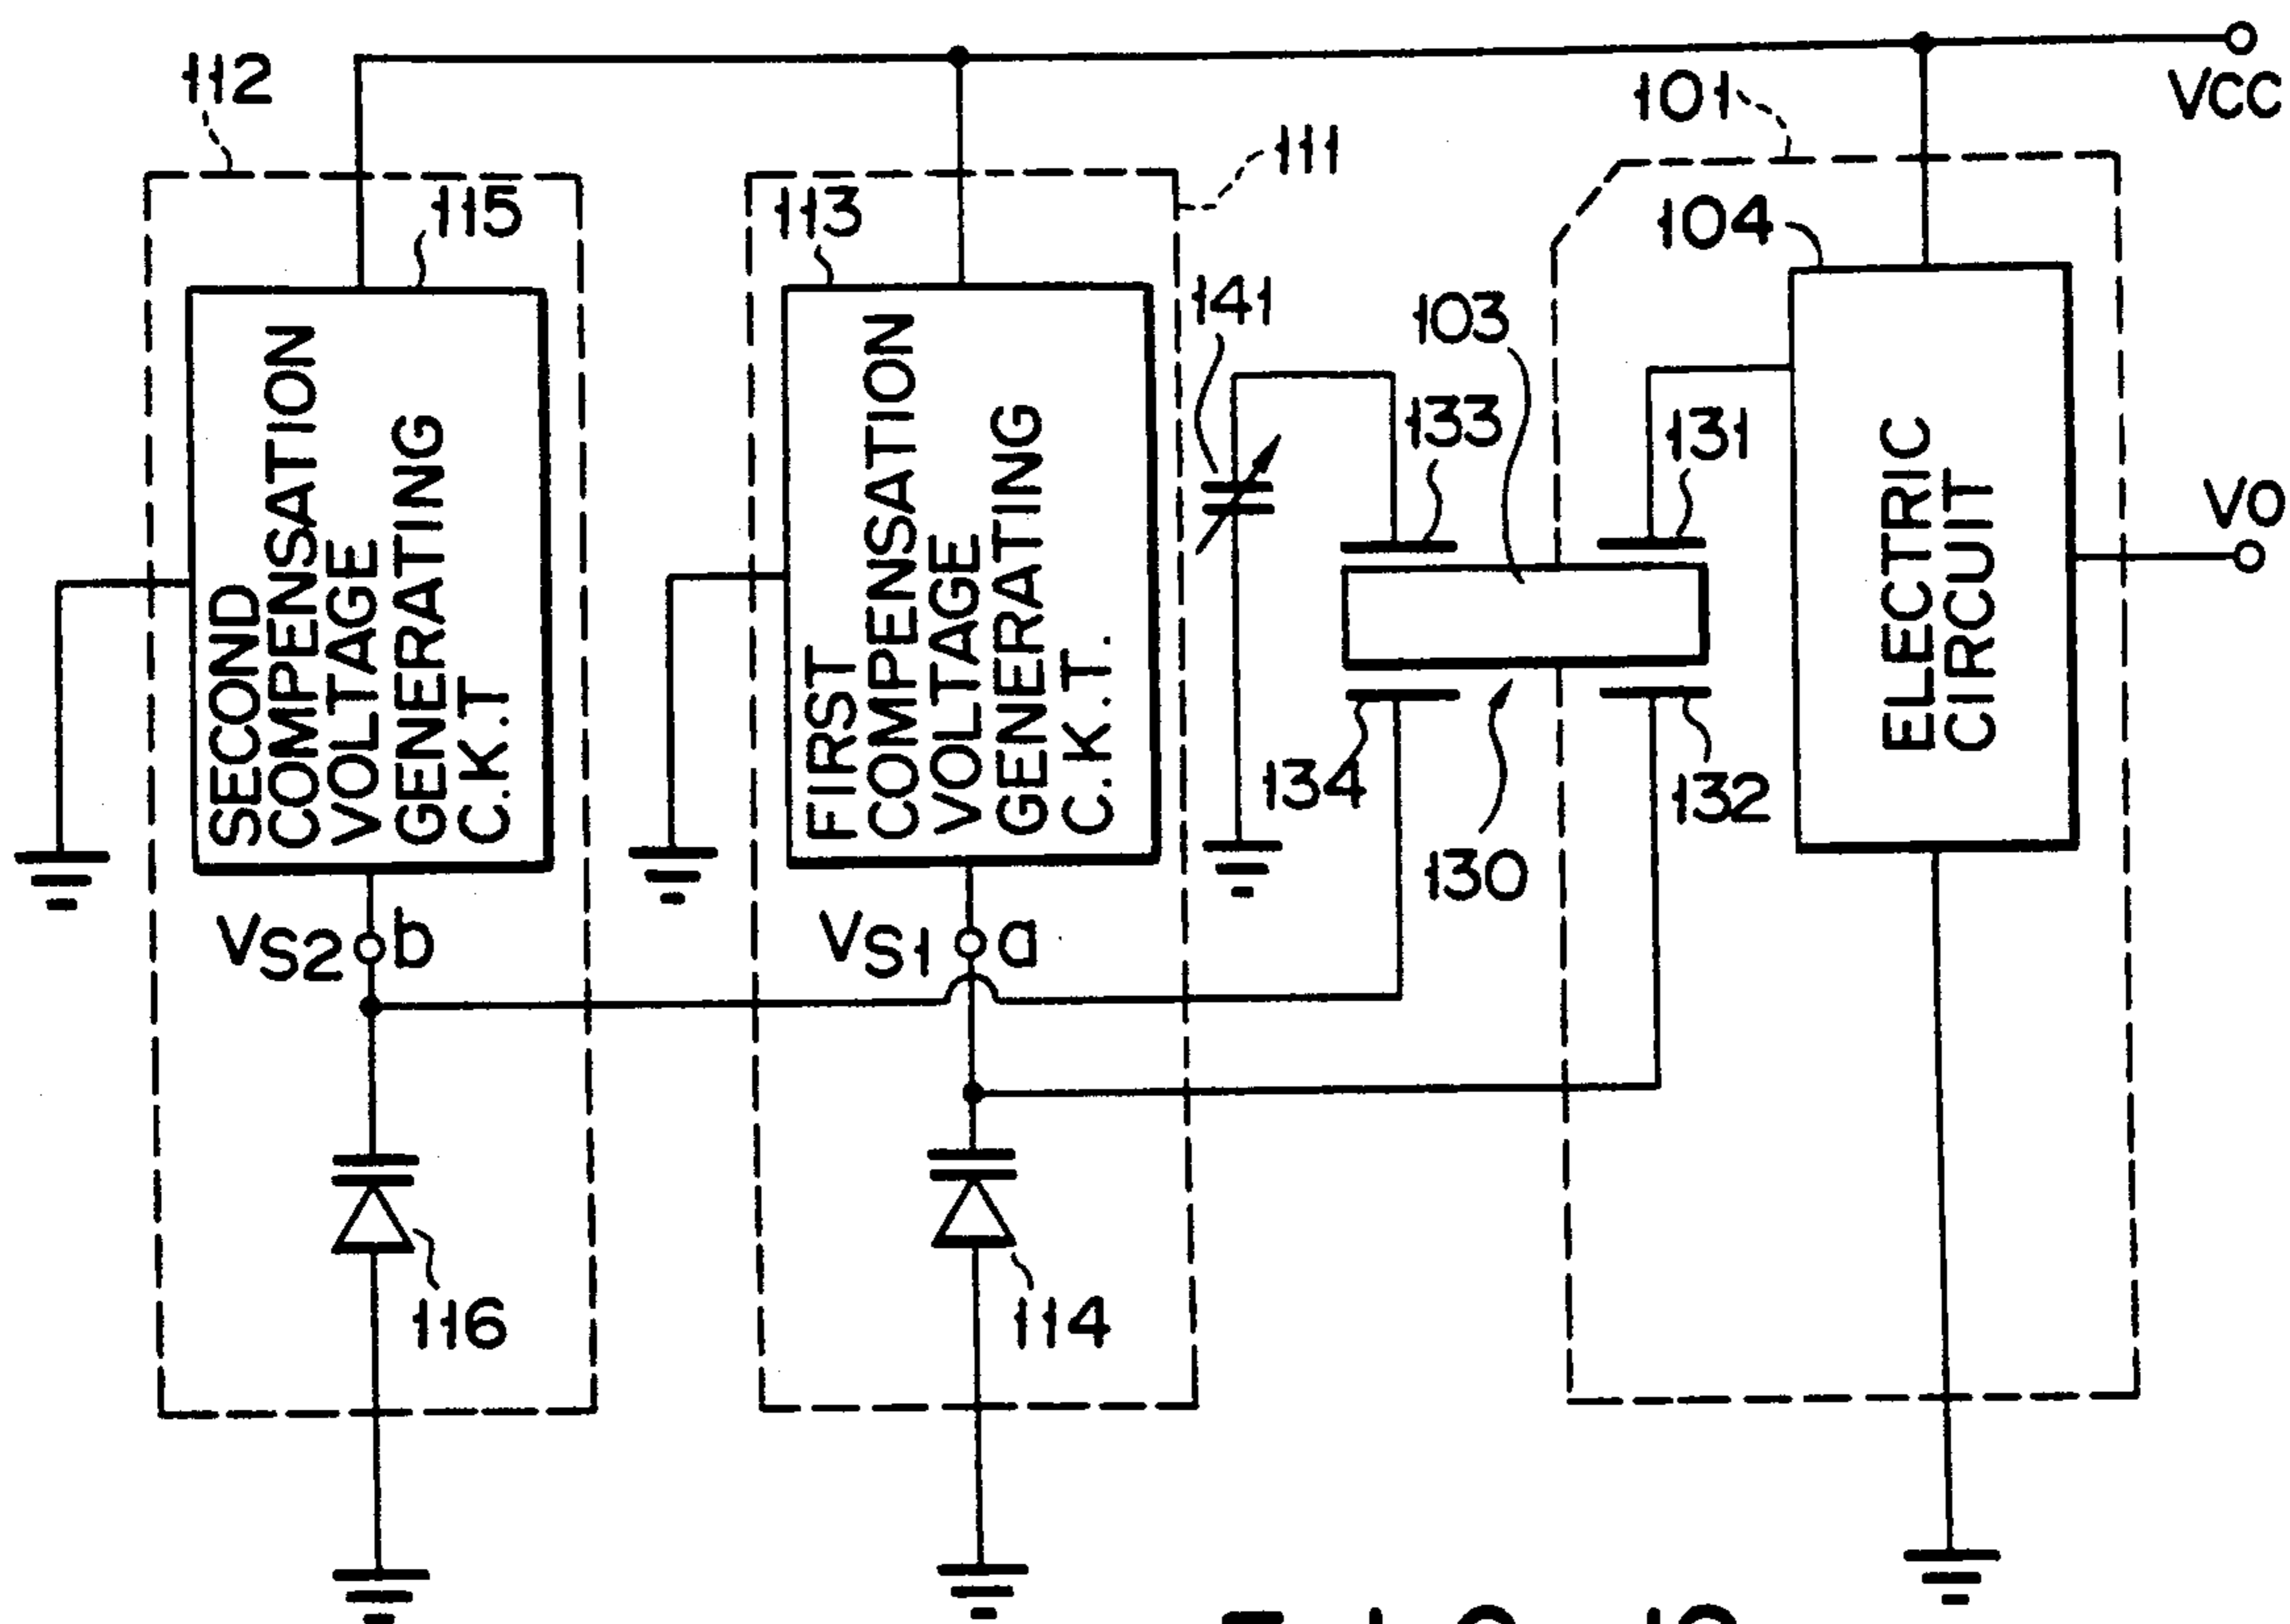 112
115
SECOND
COMPENSATION
VOLTAGE
GENERATING
C.K.T
VS2
b
116
111
113
FIRST
COMPENSATION
VOLTAGE
GENERATING
C.K.T.
VS1
a
114
141
103
133
131
134
130
132
101
104
ELECTRIC
CIRCUIT
VCC
VO